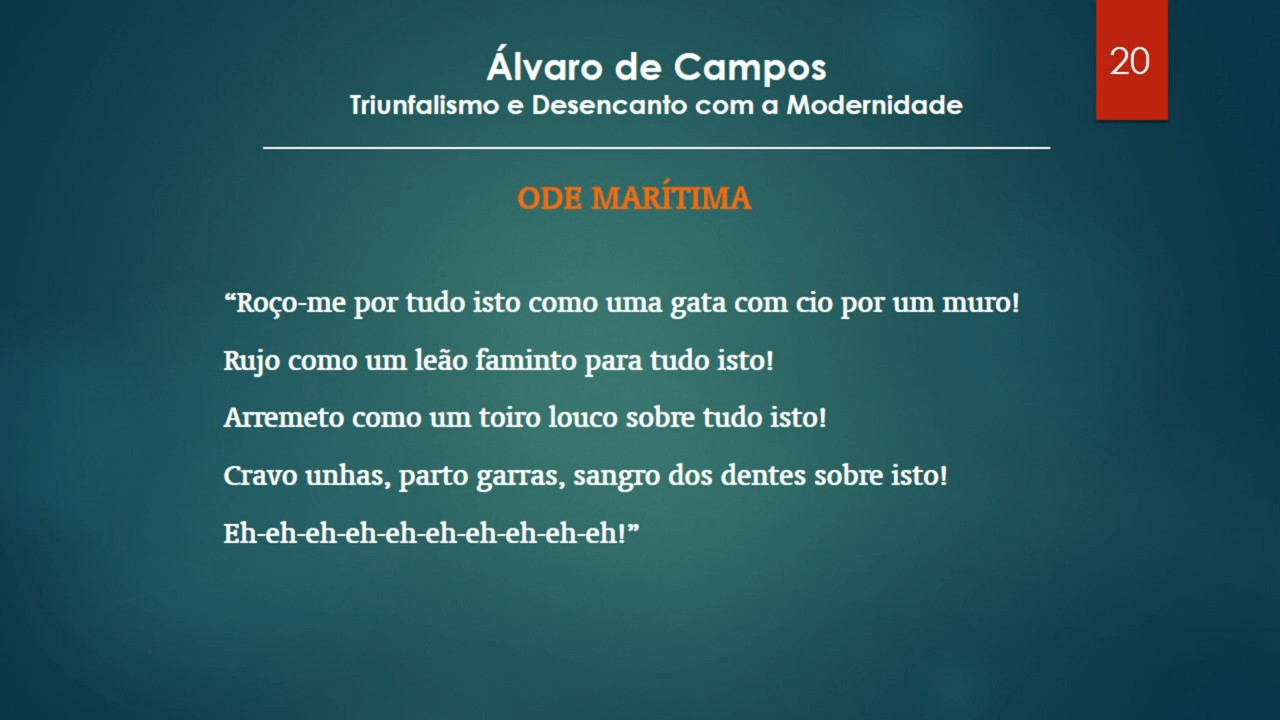 Álvaro de Campos
Triunfalismo e Desencanto com a Modernidade
20
ODE MARÍTIMA
“Roço-me por tudo isto como uma gata com cio por um muro!
Rujo como um leão faminto para tudo isto!
Arremeto como um toiro louco sobre tudo isto!
Cravo unhas, parto garras, sangro dos dentes sobre isto!
Eh-eh-eh-eh-eh-eh-eh-eh-eh-eh!”